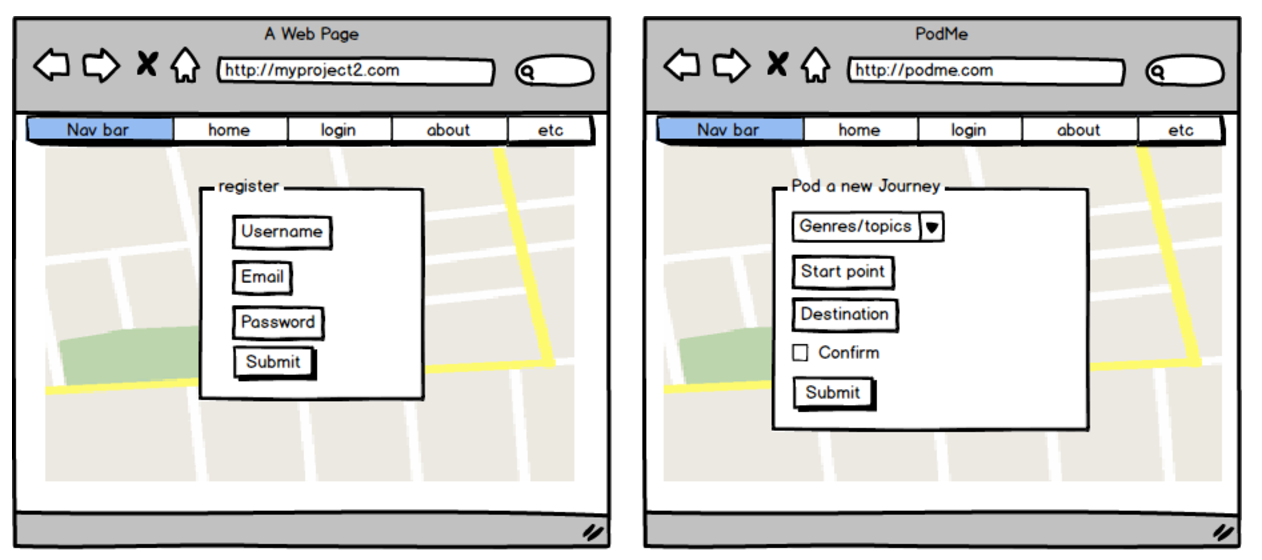 A Web Page
http://myproject2.com
Nav bar home login about etc
register
Username
Email
Password
Submit
PodMe
http://podme.com
Nav bar home login about etc
Pod a new Journey
Genres/topics
Start point
Destination
Confirm
Submit